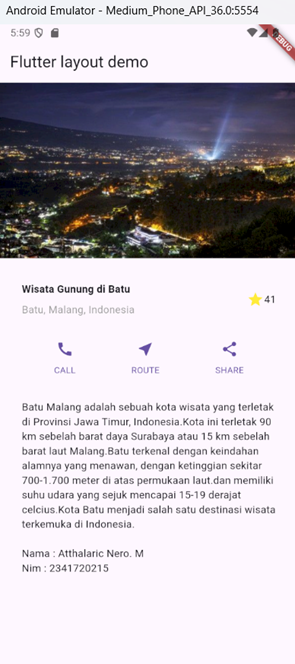 Android Emulator - Medium_Phone_API_36.0:5554
5:59
DEBUG
Flutter layout demo
Wisata Gunung di Batu
Batu, Malang, Indonesia
41
CALL ROUTE SHARE
Batu Malang adalah sebuah kota wisata yang terletak
di Provinsi Jawa Timur, Indonesia.Kota ini terletak 90
km sebelah barat daya Surabaya atau 15 km sebelah
barat laut Malang.Batu terkenal dengan keindahan
alamnya yang menawan, dengan ketinggian sekitar
700-1.700 meter di atas permukaan laut.dan memiliki
suhu udara yang sejuk mencapai 15-19 derajat
celcius.Kota Batu menjadi salah satu destinasi wisata
terkemuka di Indonesia.
Nama : Atthalaric Nero. M
Nim : 2341720215